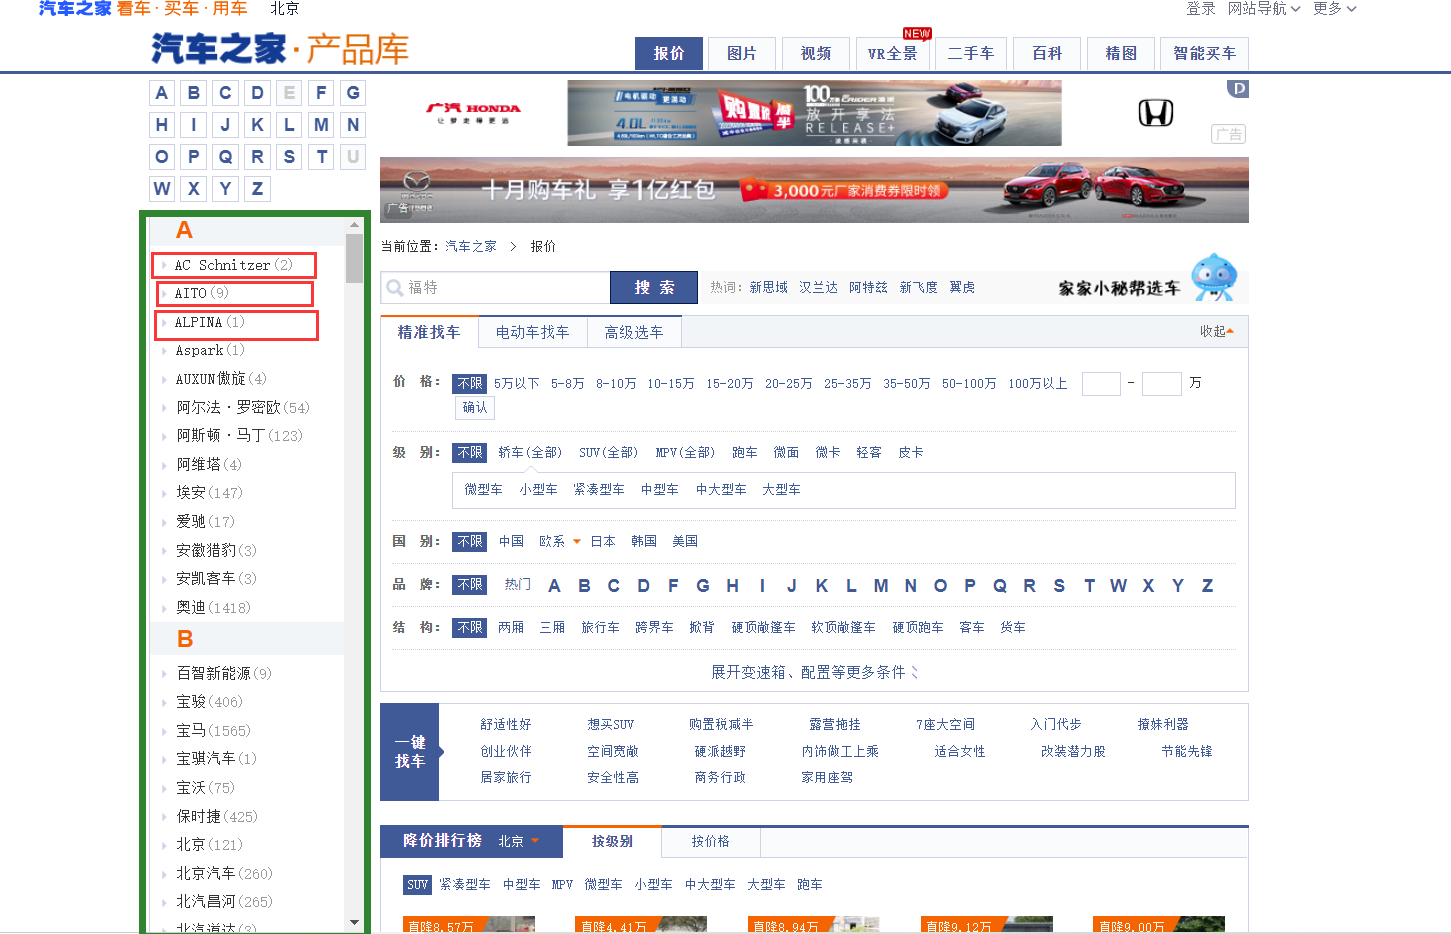 汽车之家 看车·买车·用车 北京
登录 网站导航 更多
汽车之家·产品库
报价 图片 视频 VR全景 NEW 二手车 百科 精图 智能买车
A B C D E F G
H I J K L M N
O P Q R S T U
W X Y Z
广汽 HONDA
让梦走得更远
4.0L
购置税 减半
100万 CRIDER 凌派
放开享法
RELEASE+
D
广告
十月购车礼 享1亿红包
3,000元厂家消费券限时领
广告
A
AC Schnitzer(2)
AITO(9)
ALPINA(1)
Aspark(1)
AUXUN傲旋(4)
阿尔法·罗密欧(54)
阿斯顿·马丁(123)
阿维塔(4)
埃安(147)
爱驰(17)
安徽猎豹(3)
安凯客车(3)
奥迪(1418)
B
百智新能源(9)
宝骏(406)
宝马(1565)
宝骐汽车(1)
宝沃(75)
保时捷(425)
北京(121)
北京汽车(260)
北汽昌河(265)
北汽道达(3)
当前位置：汽车之家 > 报价
福特 搜 索 热词：新思域 汉兰达 阿特兹 新飞度 翼虎
家家小秘帮选车
精准找车 电动车找车 高级选车 收起
价 格： 不限 5万以下 5-8万 8-10万 10-15万 15-20万 20-25万 25-35万 35-50万 50-100万 100万以上 - 万
确认
级 别： 不限 轿车(全部) SUV(全部) MPV(全部) 跑车 微面 微卡 轻客 皮卡
微型车 小型车 紧凑型车 中型车 中大型车 大型车
国 别： 不限 中国 欧系 日本 韩国 美国
品 牌： 不限 热门 A B C D F G H I J K L M N O P Q R S T W X Y Z
结 构： 不限 两厢 三厢 旅行车 跨界车 掀背 硬顶敞篷车 软顶敞篷车 硬顶跑车 客车 货车
展开变速箱、配置等更多条件
一键
找车
舒适性好 想买SUV 购置税减半 露营拖挂 7座大空间 入门代步 撩妹利器
创业伙伴 空间宽敞 硬派越野 内饰做工上乘 适合女性 改装潜力股 节能先锋
居家旅行 安全性高 商务行政 家用座驾
降价排行榜 北京 按级别 按价格
SUV 紧凑型车 中型车 MPV 微型车 小型车 中大型车 大型车 跑车
直降8.57万 直降4.41万 直降8.94万 直降9.12万 直降9.00万